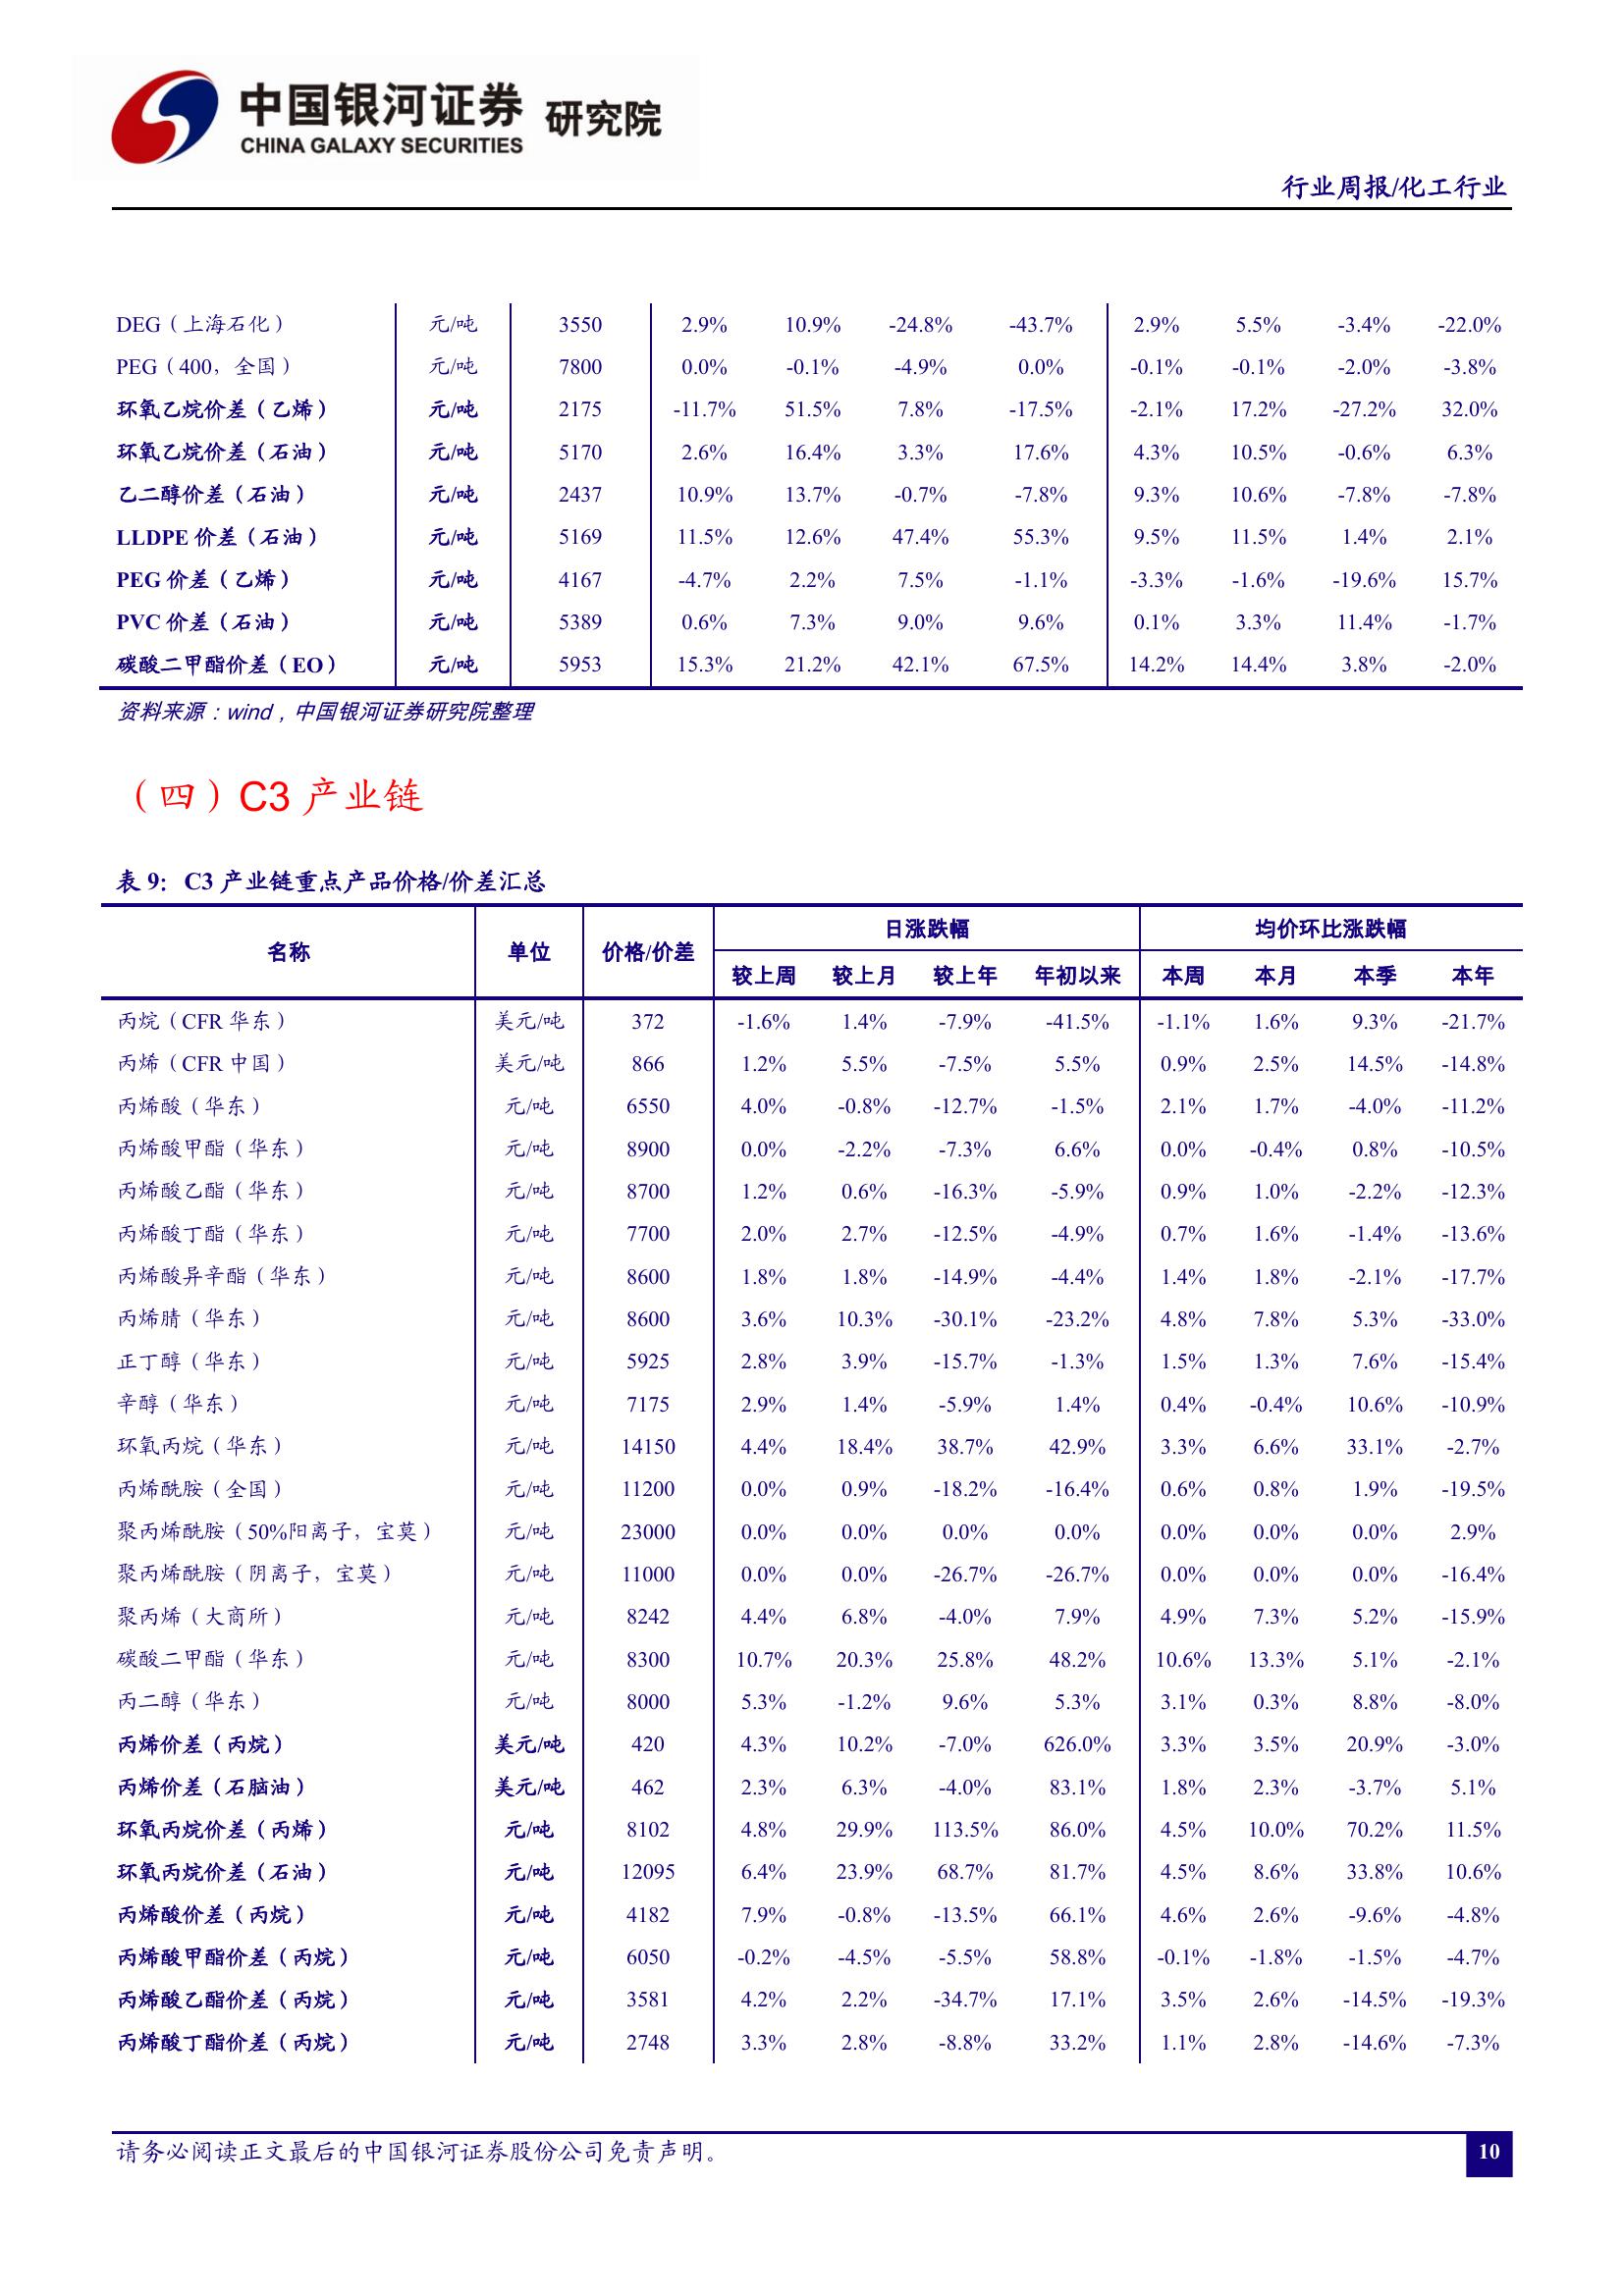 中国银河证券 研究院
CHINA GALAXY SECURITIES
行业周报/化工行业
DEG（上海石化） 元/吨 3550 2.9% 10.9% -24.8% -43.7% 2.9% 5.5% -3.4% -22.0%
PEG（400，全国） 元/吨 7800 0.0% -0.1% -4.9% 0.0% -0.1% -0.1% -2.0% -3.8%
环氧乙烷价差（乙烯） 元/吨 2175 -11.7% 51.5% 7.8% -17.5% -2.1% 17.2% -27.2% 32.0%
环氧乙烷价差（石油） 元/吨 5170 2.6% 16.4% 3.3% 17.6% 4.3% 10.5% -0.6% 6.3%
乙二醇价差（石油） 元/吨 2437 10.9% 13.7% -0.7% -7.8% 9.3% 10.6% -7.8% -7.8%
LLDPE 价差（石油） 元/吨 5169 11.5% 12.6% 47.4% 55.3% 9.5% 11.5% 1.4% 2.1%
PEG 价差（乙烯） 元/吨 4167 -4.7% 2.2% 7.5% -1.1% -3.3% -1.6% -19.6% 15.7%
PVC 价差（石油） 元/吨 5389 0.6% 7.3% 9.0% 9.6% 0.1% 3.3% 11.4% -1.7%
碳酸二甲酯价差（EO） 元/吨 5953 15.3% 21.2% 42.1% 67.5% 14.2% 14.4% 3.8% -2.0%
资料来源：wind，中国银河证券研究院整理
（四）C3 产业链
表 9：C3 产业链重点产品价格/价差汇总
名称 单位 价格/价差 日涨跌幅 均价环比涨跌幅
较上周 较上月 较上年 年初以来 本周 本月 本季 本年
丙烷（CFR 华东） 美元/吨 372 -1.6% 1.4% -7.9% -41.5% -1.1% 1.6% 9.3% -21.7%
丙烯（CFR 中国） 美元/吨 866 1.2% 5.5% -7.5% 5.5% 0.9% 2.5% 14.5% -14.8%
丙烯酸（华东） 元/吨 6550 4.0% -0.8% -12.7% -1.5% 2.1% 1.7% -4.0% -11.2%
丙烯酸甲酯（华东） 元/吨 8900 0.0% -2.2% -7.3% 6.6% 0.0% -0.4% 0.8% -10.5%
丙烯酸乙酯（华东） 元/吨 8700 1.2% 0.6% -16.3% -5.9% 0.9% 1.0% -2.2% -12.3%
丙烯酸丁酯（华东） 元/吨 7700 2.0% 2.7% -12.5% -4.9% 0.7% 1.6% -1.4% -13.6%
丙烯酸异辛酯（华东） 元/吨 8600 1.8% 1.8% -14.9% -4.4% 1.4% 1.8% -2.1% -17.7%
丙烯腈（华东） 元/吨 8600 3.6% 10.3% -30.1% -23.2% 4.8% 7.8% 5.3% -33.0%
正丁醇（华东） 元/吨 5925 2.8% 3.9% -15.7% -1.3% 1.5% 1.3% 7.6% -15.4%
辛醇（华东） 元/吨 7175 2.9% 1.4% -5.9% 1.4% 0.4% -0.4% 10.6% -10.9%
环氧丙烷（华东） 元/吨 14150 4.4% 18.4% 38.7% 42.9% 3.3% 6.6% 33.1% -2.7%
丙烯酰胺（全国） 元/吨 11200 0.0% 0.9% -18.2% -16.4% 0.6% 0.8% 1.9% -19.5%
聚丙烯酰胺（50%阳离子，宝莫） 元/吨 23000 0.0% 0.0% 0.0% 0.0% 0.0% 0.0% 0.0% 2.9%
聚丙烯酰胺（阴离子，宝莫） 元/吨 11000 0.0% 0.0% -26.7% -26.7% 0.0% 0.0% 0.0% -16.4%
聚丙烯（大商所） 元/吨 8242 4.4% 6.8% -4.0% 7.9% 4.9% 7.3% 5.2% -15.9%
碳酸二甲酯（华东） 元/吨 8300 10.7% 20.3% 25.8% 48.2% 10.6% 13.3% 5.1% -2.1%
丙二醇（华东） 元/吨 8000 5.3% -1.2% 9.6% 5.3% 3.1% 0.3% 8.8% -8.0%
丙烯价差（丙烷） 美元/吨 420 4.3% 10.2% -7.0% 626.0% 3.3% 3.5% 20.9% -3.0%
丙烯价差（石脑油） 美元/吨 462 2.3% 6.3% -4.0% 83.1% 1.8% 2.3% -3.7% 5.1%
环氧丙烷价差（丙烯） 元/吨 8102 4.8% 29.9% 113.5% 86.0% 4.5% 10.0% 70.2% 11.5%
环氧丙烷价差（石油） 元/吨 12095 6.4% 23.9% 68.7% 81.7% 4.5% 8.6% 33.8% 10.6%
丙烯酸价差（丙烷） 元/吨 4182 7.9% -0.8% -13.5% 66.1% 4.6% 2.6% -9.6% -4.8%
丙烯酸甲酯价差（丙烷） 元/吨 6050 -0.2% -4.5% -5.5% 58.8% -0.1% -1.8% -1.5% -4.7%
丙烯酸乙酯价差（丙烷） 元/吨 3581 4.2% 2.2% -34.7% 17.1% 3.5% 2.6% -14.5% -19.3%
丙烯酸丁酯价差（丙烷） 元/吨 2748 3.3% 2.8% -8.8% 33.2% 1.1% 2.8% -14.6% -7.3%
请务必阅读正文最后的中国银河证券股份公司免责声明。 10